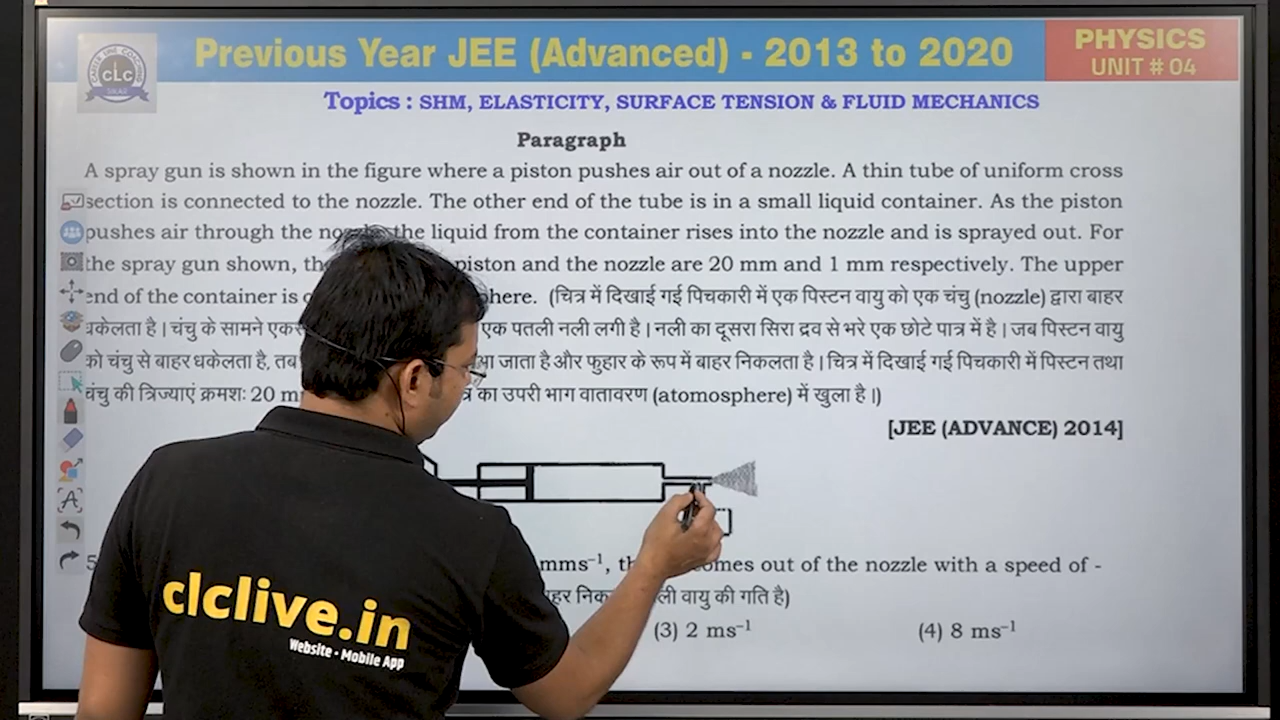 Previous Year JEE (Advanced) - 2013 to 2020
PHYSICS
UNIT # 04
CLC
Topics : SHM, ELASTICITY, SURFACE TENSION & FLUID MECHANICS
Paragraph
A spray gun is shown in the figure where a piston pushes air out of a nozzle. A thin tube of uniform cross
section is connected to the nozzle. The other end of the tube is in a small liquid container. As the piston
pushes air through the the liquid from the container rises into the nozzle and is sprayed out. For
the spray gun shown, piston and the nozzle are 20 mm and 1 mm respectively. The upper
end of the container is (चित्र में दिखाई गई पिचकारी में एक पिस्टन वायु को एक चंचु (nozzle) द्वारा बाहर
धकेलता है। चंचु के सामने एक पतली नली लगी है। नली का दूसरा सिरा द्रव से भरे एक छोटे पात्र में है। जब पिस्टन वायु
को चंचु से बाहर धकेलता है, तब जाता है और फुहार के रूप में बाहर निकलता है। चित्र में दिखाई गई पिचकारी में पिस्टन तथा
चंचु की त्रिज्याएं क्रमशः 20 का उपरी भाग वातावरण (atomosphere) में खुला है।)
[JEE (ADVANCE) 2014]
mms⁻¹, out of the nozzle with a speed of -
वायु की गति है)
(3) 2 ms⁻¹ (4) 8 ms⁻¹
clclive.in
Website • Mobile App